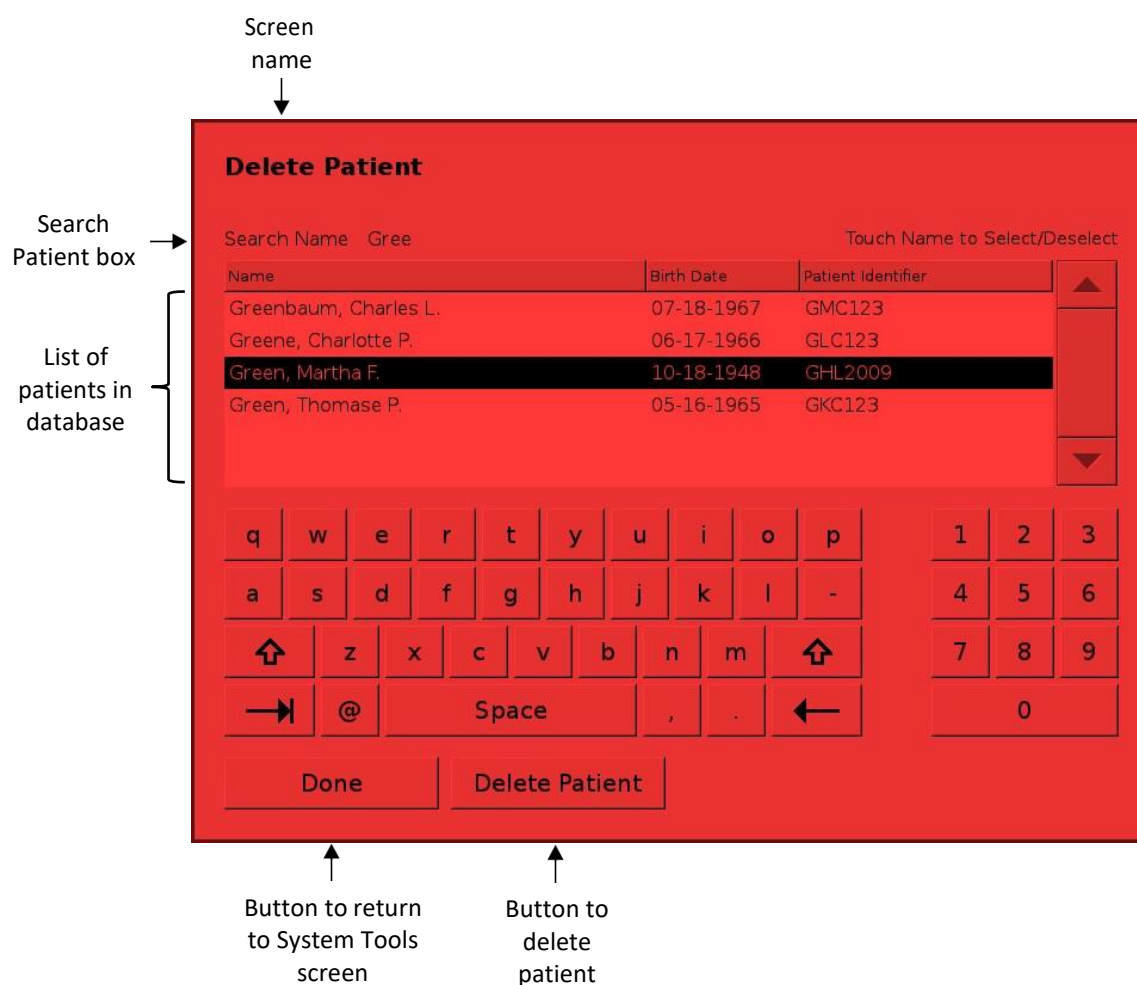 Screen
name
Delete Patient
Search
Patient box
Search Name Gree
Touch Name to Select/Deselect
Name Birth Date Patient Identifier
Greenbaum, Charles L. 07-18-1967 GMC123
Greene, Charlotte P. 06-17-1966 GLC123
Green, Martha F. 10-18-1948 GHL2009
Green, Thomase P. 05-16-1965 GKC123
List of
patients in
database
q w e r t y u i o p 1 2 3
a s d f g h j k l - 4 5 6
z x c v b n m 7 8 9
@ Space , . 0
Done Delete Patient
Button to return
to System Tools
screen
Button to
delete
patient